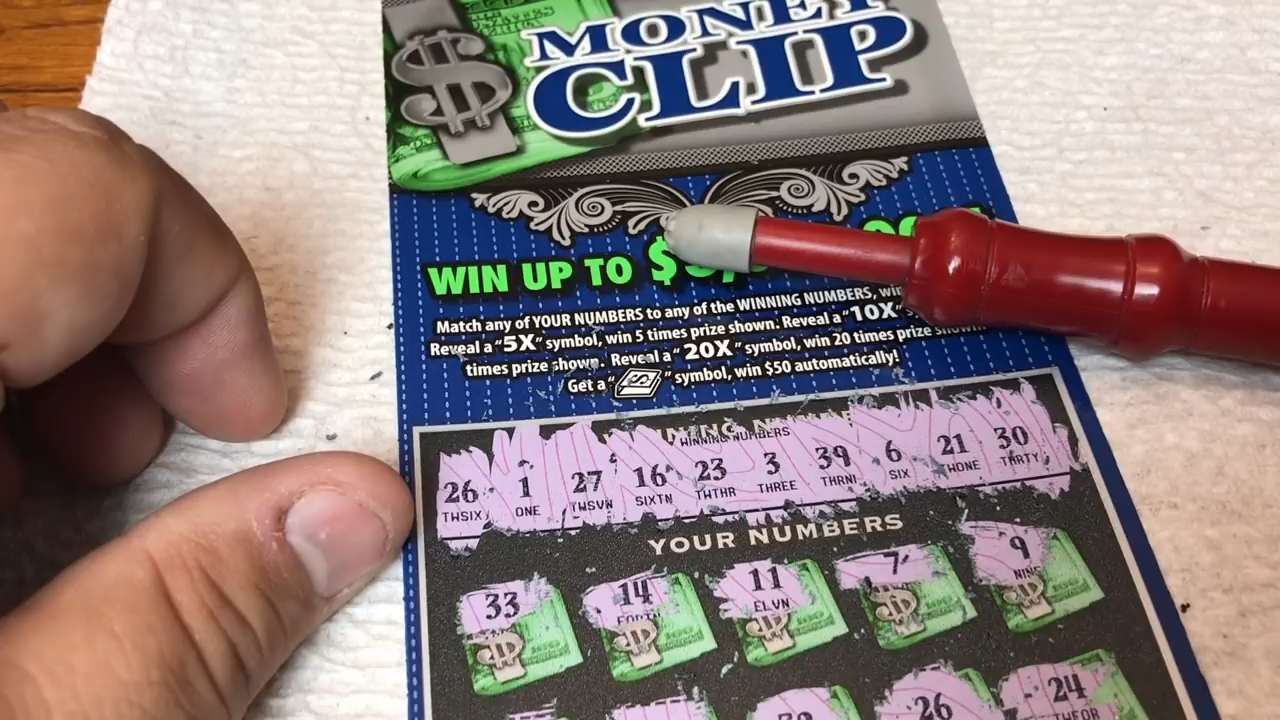 MONEY
CLIP
WIN UP TO $
Match any of YOUR NUMBERS to any of the WINNING NUMBERS, win
Reveal a "5X" symbol, win 5 times prize shown. Reveal a "10X"
times prize shown. Reveal a "20X" symbol, win 20 times prize shown.
Get a " " symbol, win $50 automatically!
WINNING NUMBERS
26 1 27 16 23 3 39 6 21 30
TWSIX ONE TWSVN SIXTN TWTHR THREE THRNI SIX TWONE THRTY
YOUR NUMBERS
33 14 11 7 9
ELVN NINE
26 24
TWFOR